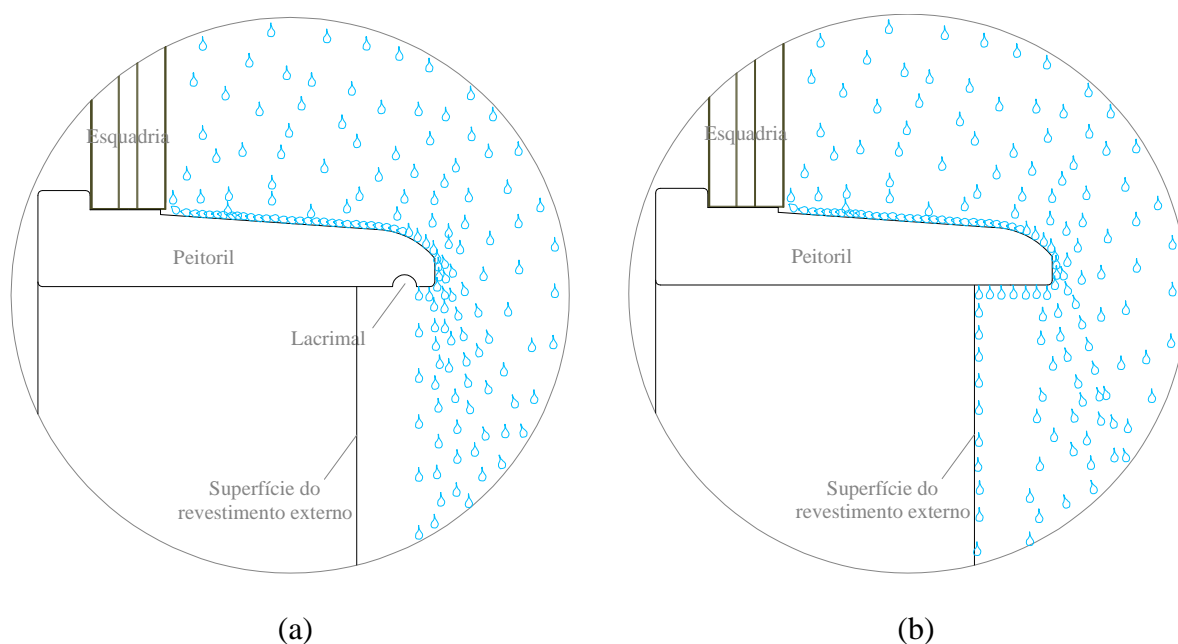 Esquadria
Peitoril
Lacrimal
Superfície do
revestimento externo
(a)
Esquadria
Peitoril
Superfície do
revestimento externo
(b)